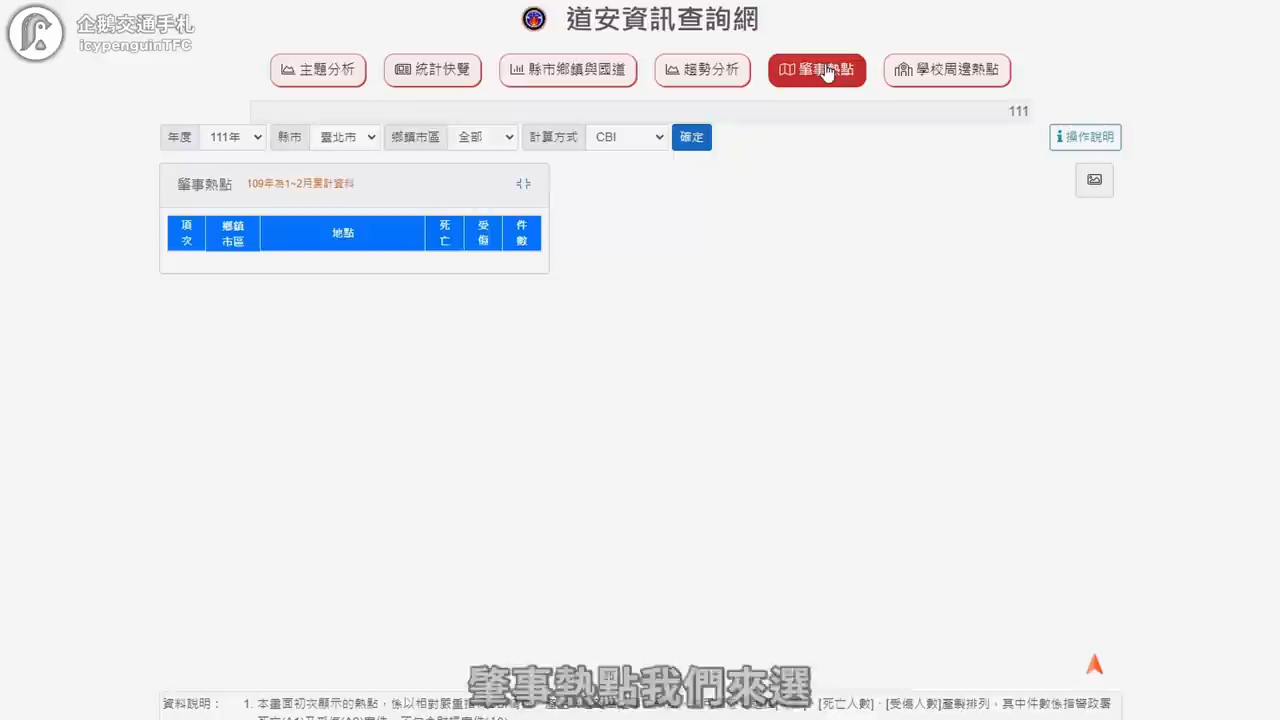 企鵝交通手札
icypenguinTFC
道安資訊查詢網
主題分析 統計快覽 縣市鄉鎮與國道 趨勢分析 肇事熱點 學校周邊熱點
111
年度 111年 縣市 臺北市 鄉鎮市區 全部 計算方式 CBI 確定 操作說明
肇事熱點 109年為1~2月累計資料
項次 鄉鎮市區 地點 死亡 受傷 件數
肇事熱點我們來選
資料說明： 1. 本畫面初次顯示的熱點，係以相對嚴重指 [死亡人數]、[受傷人數]產製排列，其中件數係指警政署